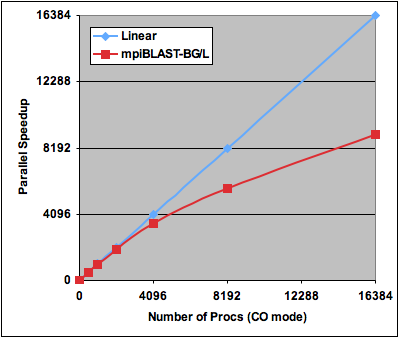 16384
12288
8192
4096
0
Parallel Speedup
Linear
mpiBLAST-BG/L
0 4096 8192 12288 16384
Number of Procs (CO mode)